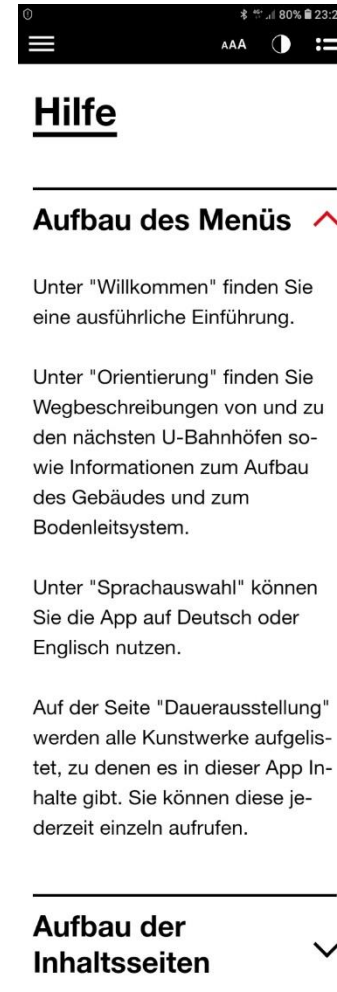 80% 23:2
AAA
Hilfe
Aufbau des Menüs
Unter "Willkommen" finden Sie
eine ausführliche Einführung.
Unter "Orientierung" finden Sie
Wegbeschreibungen von und zu
den nächsten U-Bahnhöfen so-
wie Informationen zum Aufbau
des Gebäudes und zum
Bodenleitsystem.
Unter "Sprachauswahl" können
Sie die App auf Deutsch oder
Englisch nutzen.
Auf der Seite "Dauerausstellung"
werden alle Kunstwerke aufgelis-
tet, zu denen es in dieser App In-
halte gibt. Sie können diese je-
derzeit einzeln aufrufen.
Aufbau der
Inhaltsseiten